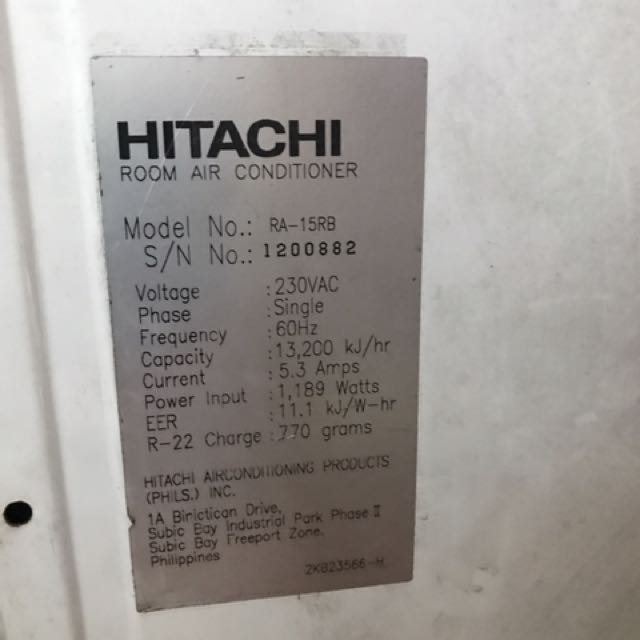 HITACHI
ROOM AIR CONDITIONER
Model No.: RA-15RB
S/N No.: 1200882
Voltage : 230VAC
Phase : Single
Frequency : 60Hz
Capacity : 13,200 kJ/hr
Current : 5.3 Amps
Power Input : 1,189 Watts
EER : 11.1 kJ/W-hr
R-22 Charge : 770 grams
HITACHI AIRCONDITIONING PRODUCTS
(PHILS.) INC.
1A Binictican Drive,
Subic Bay Industrial Park Phase II
Subic Bay Freeport Zone,
Philippines
2KB23566-H